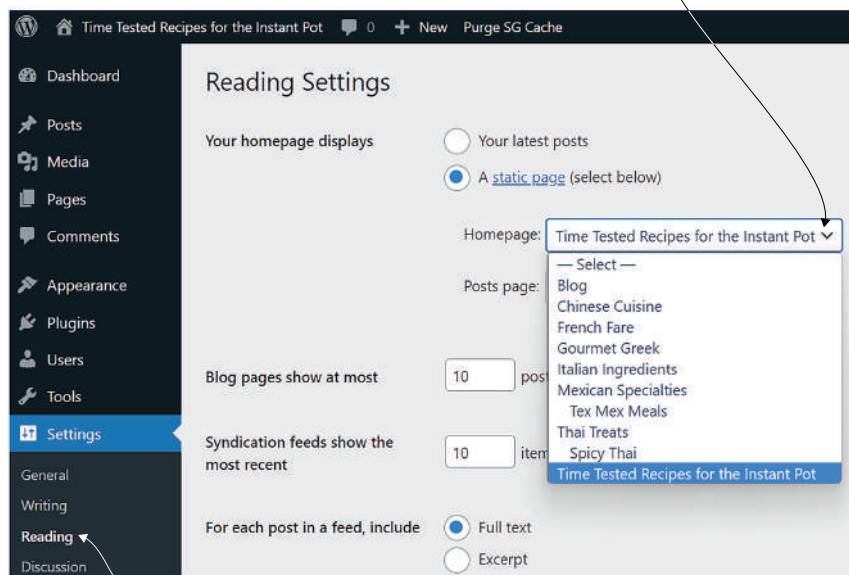 Time Tested Recipes for the Instant Pot 0 New Purge SG Cache
Dashboard
Posts
Media
Pages
Comments
Appearance
Plugins
Users
Tools
Settings
General
Writing
Reading
Discussion
Reading Settings
Your homepage displays
Your latest posts
A static page (select below)
Homepage: Time Tested Recipes for the Instant Pot
— Select —
Blog
Chinese Cuisine
French Fare
Gourmet Greek
Italian Ingredients
Mexican Specialties
Tex Mex Meals
Thai Treats
Spicy Thai
Time Tested Recipes for the Instant Pot
Posts page:
Blog pages show at most 10 post
Syndication feeds show the
most recent
10 item
For each post in a feed, include
Full text
Excerpt